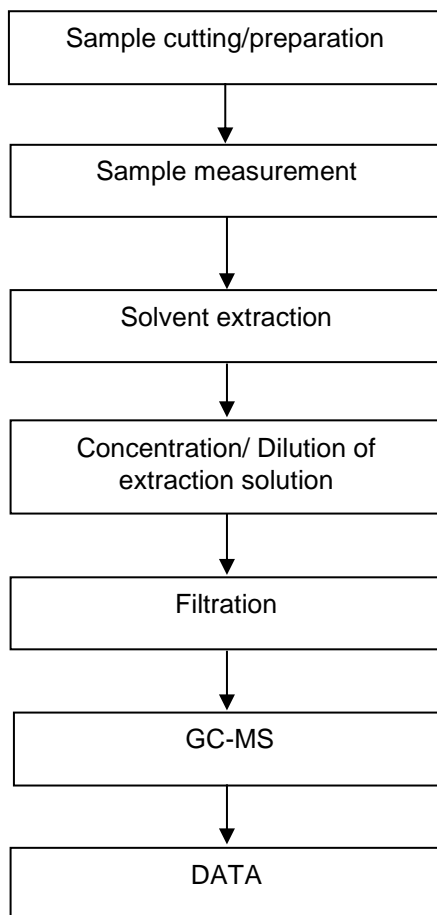 Sample cutting/preparation
Sample measurement
Solvent extraction
Concentration/ Dilution of
extraction solution
Filtration
GC-MS
DATA